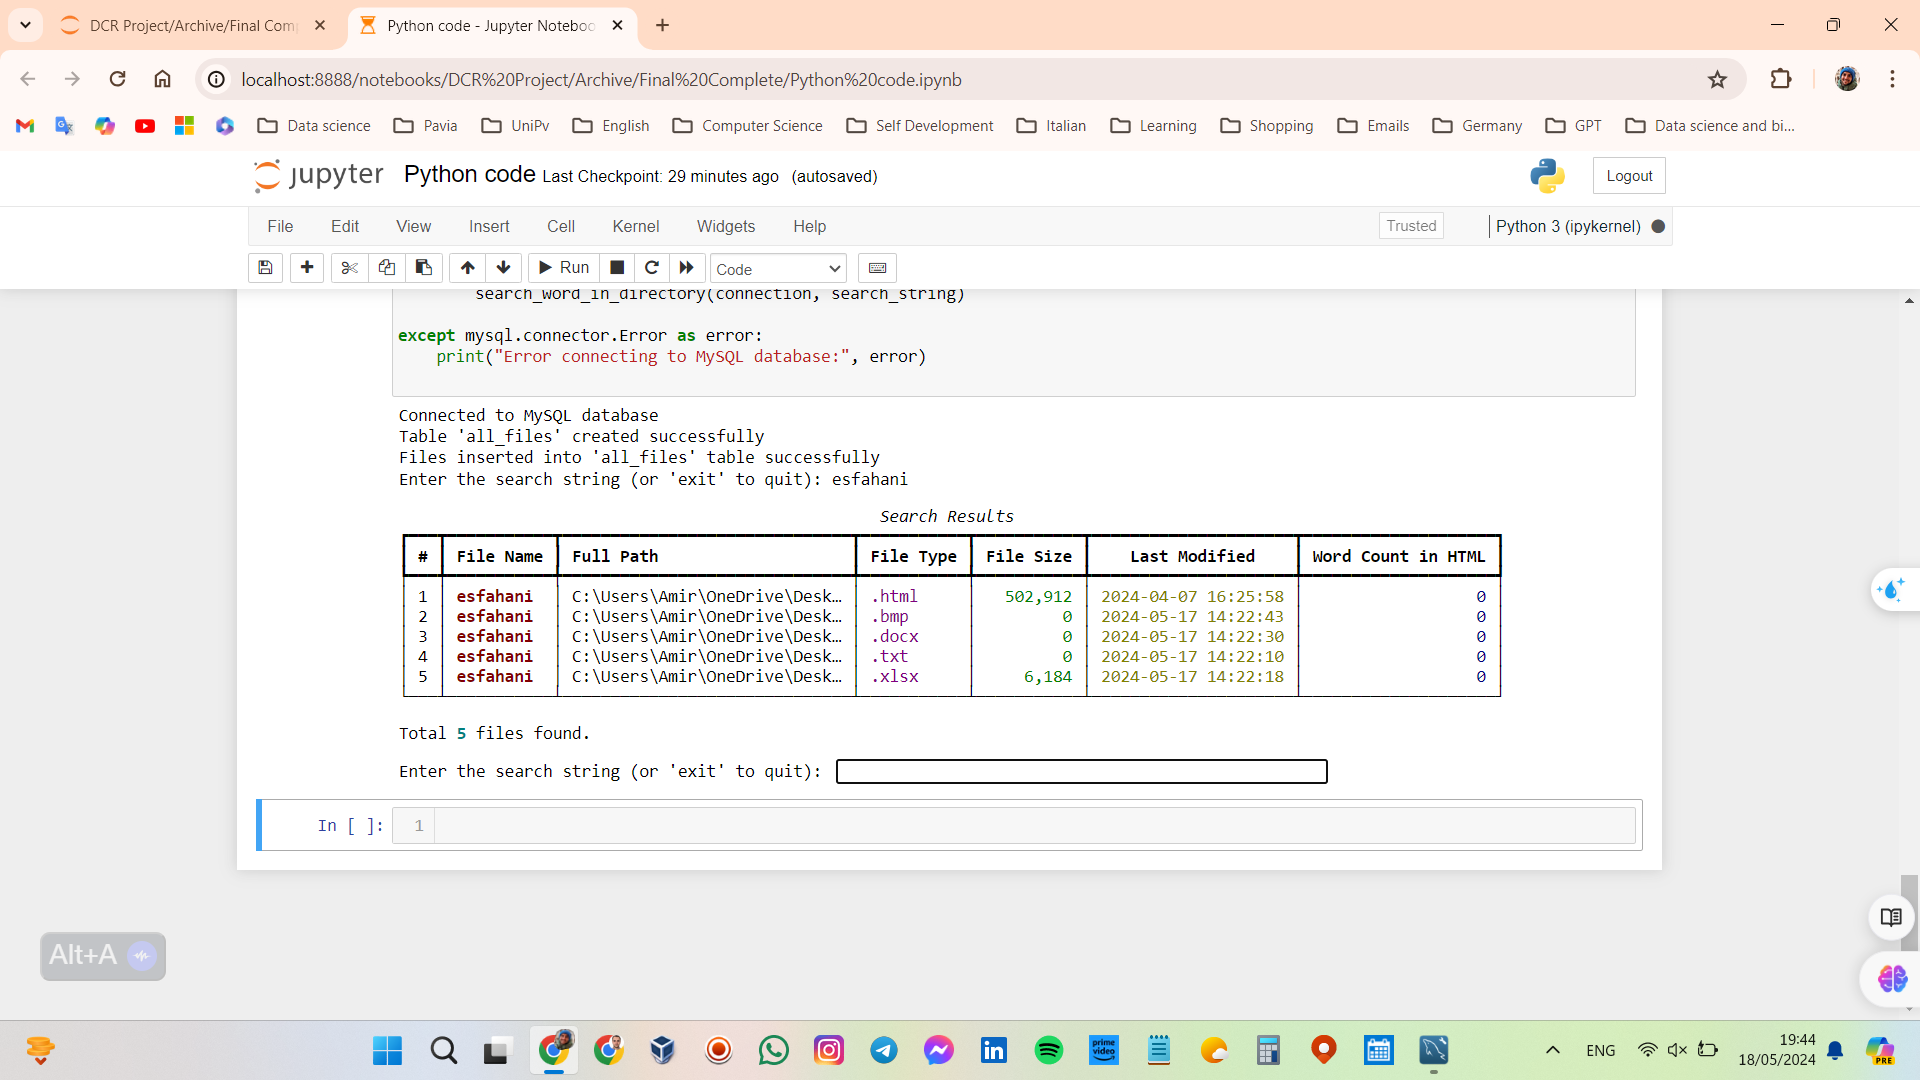 DCR Project/Archive/Final Com
Python code - Jupyter Noteboo
localhost:8888/notebooks/DCR%20Project/Archive/Final%20Complete/Python%20code.ipynb
Data science
Pavia
UniPv
English
Computer Science
Self Development
Italian
Learning
Shopping
Emails
Germany
GPT
Data science and bi...
jupyter
Python code Last Checkpoint: 29 minutes ago (autosaved)
Logout
File Edit View Insert Cell Kernel Widgets Help
Trusted
Python 3 (ipykernel)
Run
Code
search_word_in_directory(connection, search_string)
except mysql.connector.Error as error:
print("Error connecting to MySQL database:", error)
Connected to MySQL database
Table 'all_files' created successfully
Files inserted into 'all_files' table successfully
Enter the search string (or 'exit' to quit): esfahani
Search Results
# File Name Full Path File Type File Size Last Modified Word Count in HTML
1 esfahani C:\Users\Amir\OneDrive\Desk… .html 502,912 2024-04-07 16:25:58 0
2 esfahani C:\Users\Amir\OneDrive\Desk… .bmp 0 2024-05-17 14:22:43 0
3 esfahani C:\Users\Amir\OneDrive\Desk… .docx 0 2024-05-17 14:22:30 0
4 esfahani C:\Users\Amir\OneDrive\Desk… .txt 0 2024-05-17 14:22:10 0
5 esfahani C:\Users\Amir\OneDrive\Desk… .xlsx 6,184 2024-05-17 14:22:18 0
Total 5 files found.
Enter the search string (or 'exit' to quit):
In [ ]: 1
Alt+A
prime video
ENG
19:44
18/05/2024
PRE